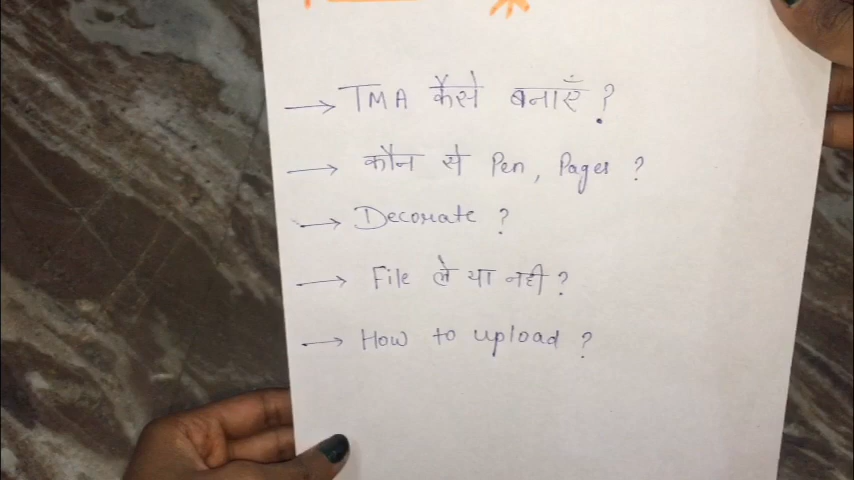 → TMA कैसे बनाएँ ?
→ कौन से Pen, Pages ?
→ Decorate ?
→ File ले या नही ?
→ How to upload ?